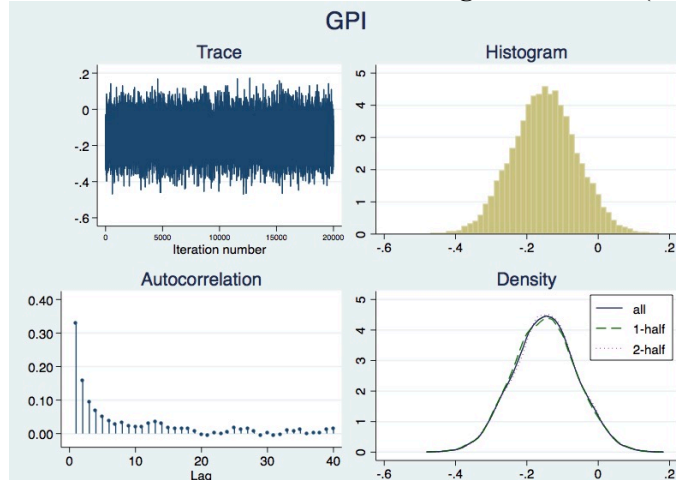 GPI
Trace
.2
0
-.2
-.4
-.6
0 5000 10000 15000 20000
Iteration number
Histogram
5
4
3
2
1
0
-.6 -.4 -.2 0 .2
Autocorrelation
0.40
0.30
0.20
0.10
0.00
0 10 20 30 40
Lag
Density
5
4
3
2
1
0
all
1-half
2-half
-.6 -.4 -.2 0 .2